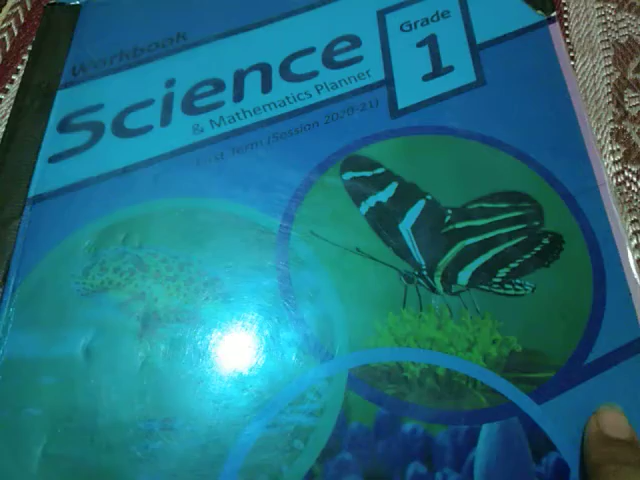 Workbook
Science
& Mathematics Planner
Grade
1
Term (Session 2020-21)